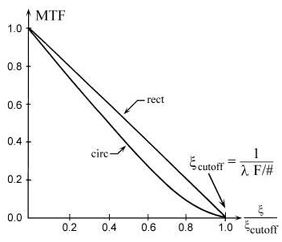 MTF
1.0
0.8
rect
0.6
0.4
circ
ξcutoff = 1 / λ F/#
0.2
0.0
0.2 0.4 0.6 0.8 1.0
ξ / ξcutoff